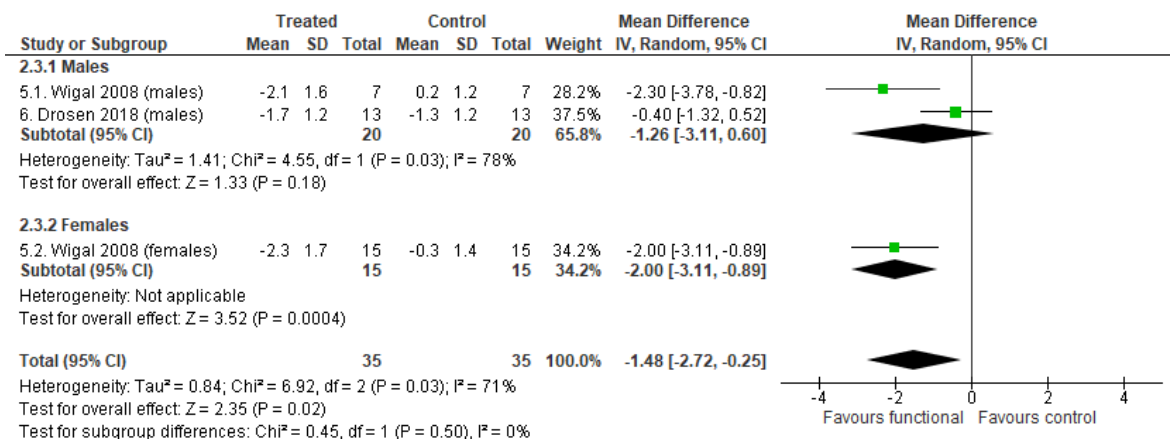 Treated Control Mean Difference Mean Difference
Study or Subgroup Mean SD Total Mean SD Total Weight IV, Random, 95% CI IV, Random, 95% CI
2.3.1 Males
5.1. Wigal 2008 (males) -2.1 1.6 7 0.2 1.2 7 28.2% -2.30 [-3.78, -0.82]
6. Drosen 2018 (males) -1.7 1.2 13 -1.3 1.2 13 37.5% -0.40 [-1.32, 0.52]
Subtotal (95% CI) 20 20 65.8% -1.26 [-3.11, 0.60]
Heterogeneity: Tau² = 1.41; Chi² = 4.55, df = 1 (P = 0.03); I² = 78%
Test for overall effect: Z = 1.33 (P = 0.18)
2.3.2 Females
5.2. Wigal 2008 (females) -2.3 1.7 15 -0.3 1.4 15 34.2% -2.00 [-3.11, -0.89]
Subtotal (95% CI) 15 15 34.2% -2.00 [-3.11, -0.89]
Heterogeneity: Not applicable
Test for overall effect: Z = 3.52 (P = 0.0004)
Total (95% CI) 35 35 100.0% -1.48 [-2.72, -0.25]
Heterogeneity: Tau² = 0.84; Chi² = 6.92, df = 2 (P = 0.03); I² = 71%
Test for overall effect: Z = 2.35 (P = 0.02)
Test for subgroup differences: Chi² = 0.45, df = 1 (P = 0.50), I² = 0%
-4 -2 0 2 4
Favours functional Favours control